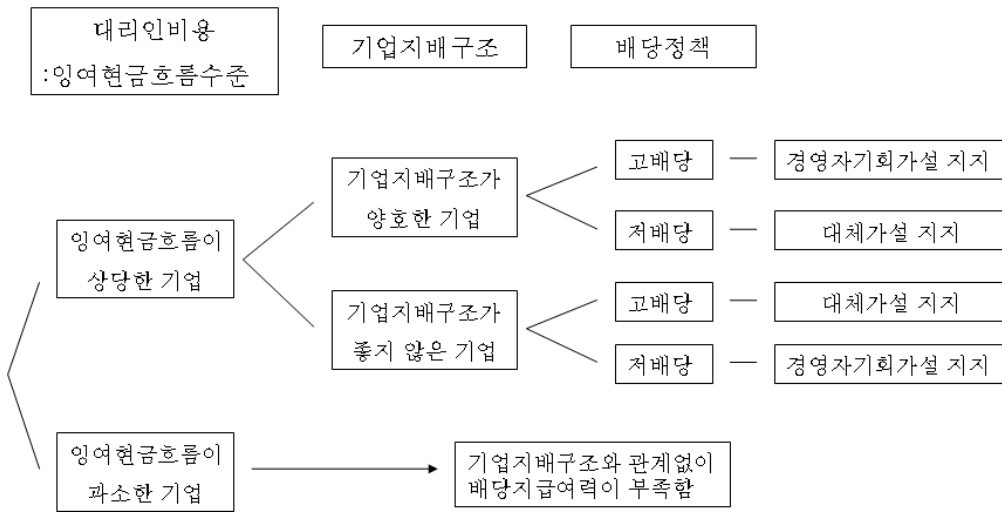 대리인비용
:잉여현금흐름수준
기업지배구조
배당정책
잉여현금흐름이
상당한 기업
기업지배구조가
양호한 기업
고배당
경영자기회가설 지지
저배당
대체가설 지지
기업지배구조가
좋지 않은 기업
고배당
대체가설 지지
저배당
경영자기회가설 지지
잉여현금흐름이
과소한 기업
기업지배구조와 관계없이
배당지급여력이 부족함